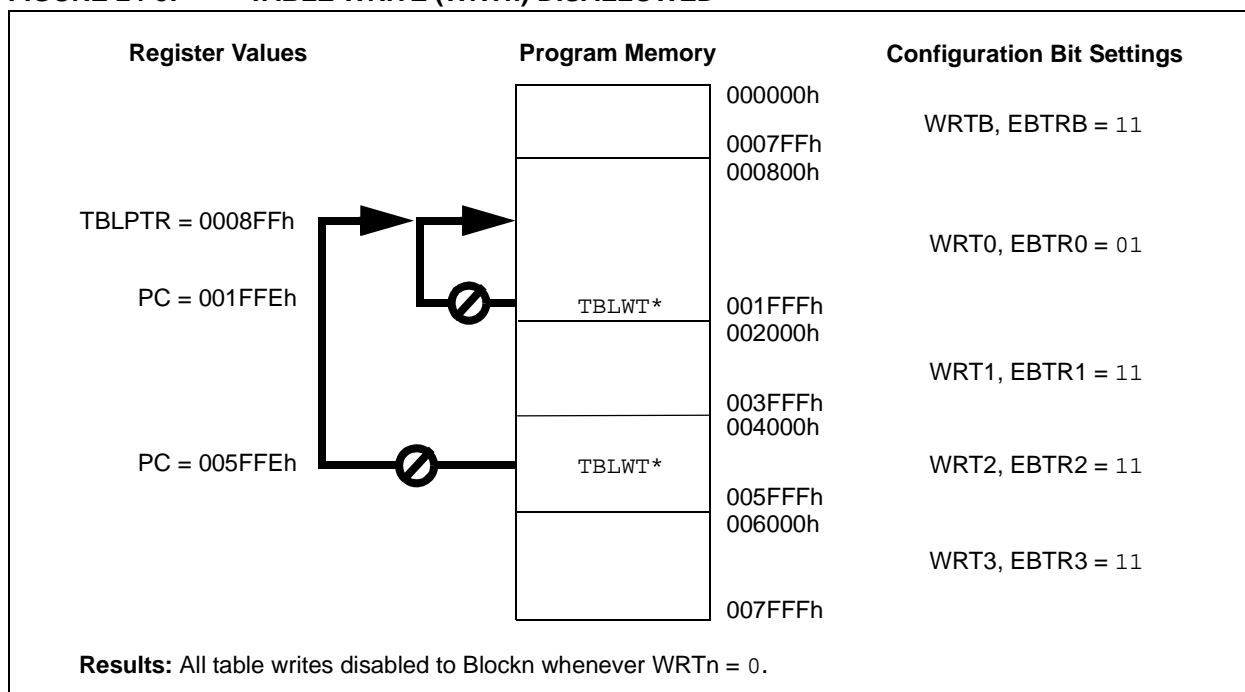 Register Values Program Memory Configuration Bit Settings
000000h
WRTB, EBTRB = 11
0007FFh
000800h
TBLPTR = 0008FFh
WRT0, EBTR0 = 01
PC = 001FFEh
TBLWT*
001FFFh
002000h
WRT1, EBTR1 = 11
003FFFh
004000h
PC = 005FFEh
TBLWT*
WRT2, EBTR2 = 11
005FFFh
006000h
WRT3, EBTR3 = 11
007FFFh
Results: All table writes disabled to Blockn whenever WRTn = 0.